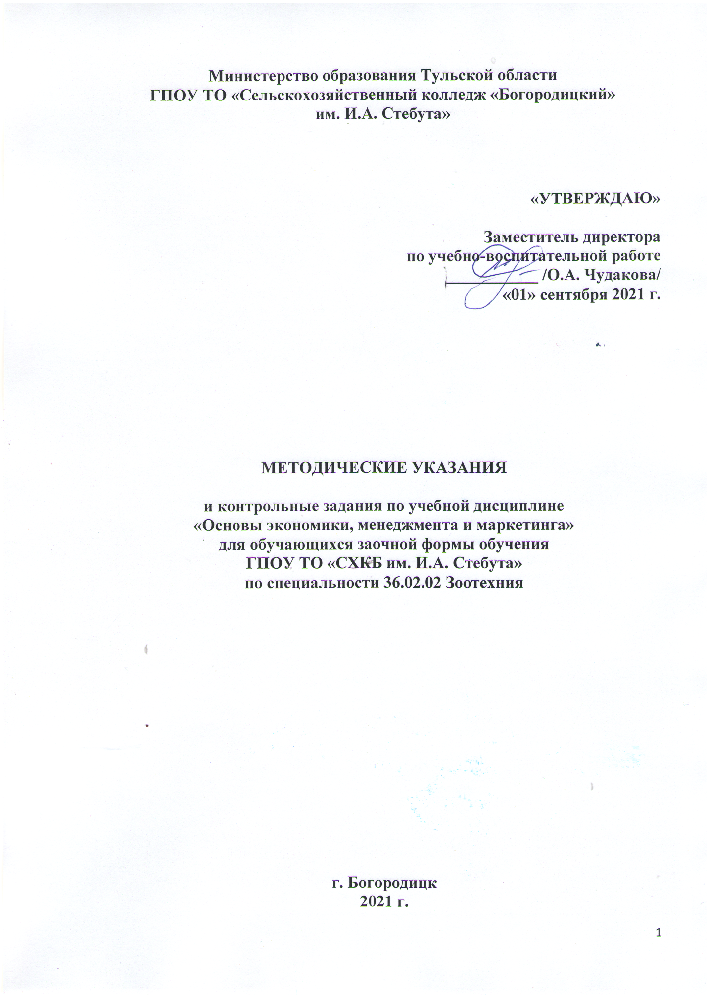 Министерство образования Тульской области
ГПОУ ТО «Сельскохозяйственный колледж «Богородицкий»
им. И.А. Стебута»
«УТВЕРЖДАЮ»
Заместитель директора
по учебно-воспитательной работе
____________ /О.А. Чудакова/
«01» сентября 2021 г.
МЕТОДИЧЕСКИЕ УКАЗАНИЯ
и контрольные задания по учебной дисциплине
«Основы экономики, менеджмента и маркетинга»
для обучающихся заочной формы обучения
ГПОУ ТО «СХКБ им. И.А. Стебута»
по специальности 36.02.02 Зоотехния
г. Богородицк
2021 г.
1